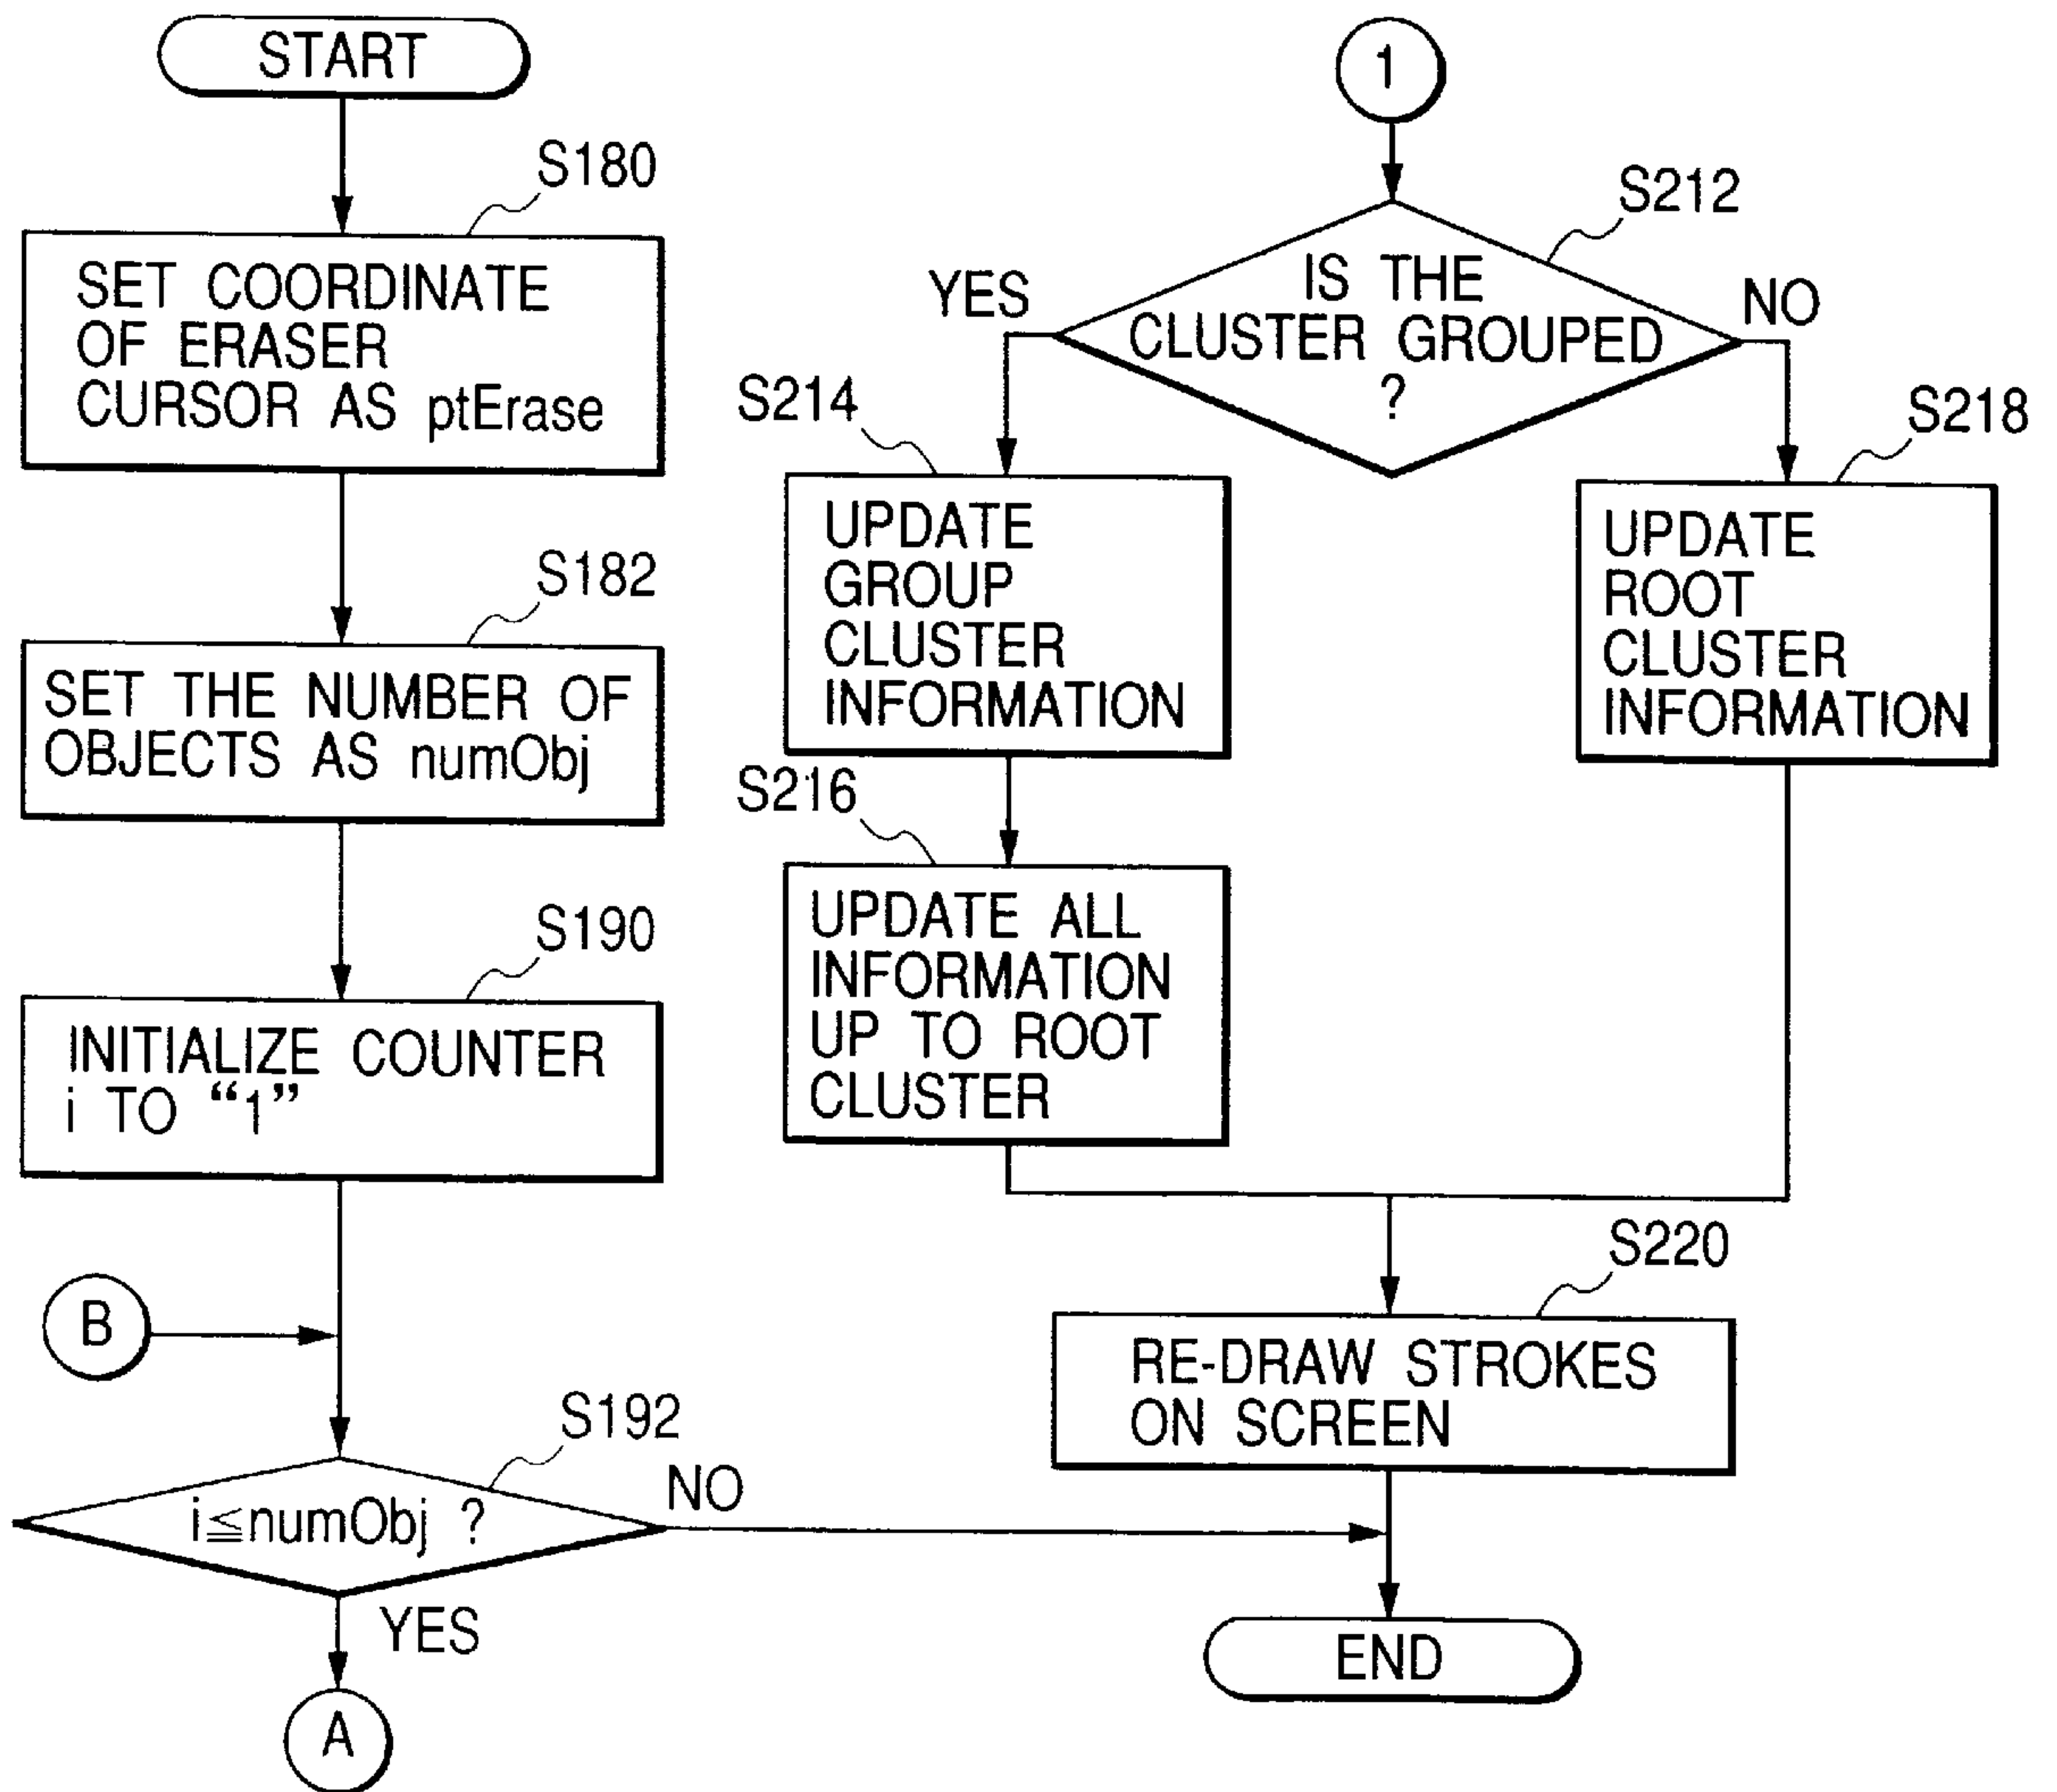 START
S180
SET COORDINATE
OF ERASER
CURSOR AS ptErase
S182
SET THE NUMBER OF
OBJECTS AS numObj
S190
INITIALIZE COUNTER
i TO “1”
B
S192
i≦numObj ?
NO
YES
A
1
S212
IS THE
CLUSTER GROUPED
?
YES
NO
S214
UPDATE
GROUP
CLUSTER
INFORMATION
S218
UPDATE
ROOT
CLUSTER
INFORMATION
S216
UPDATE ALL
INFORMATION
UP TO ROOT
CLUSTER
S220
RE-DRAW STROKES
ON SCREEN
END